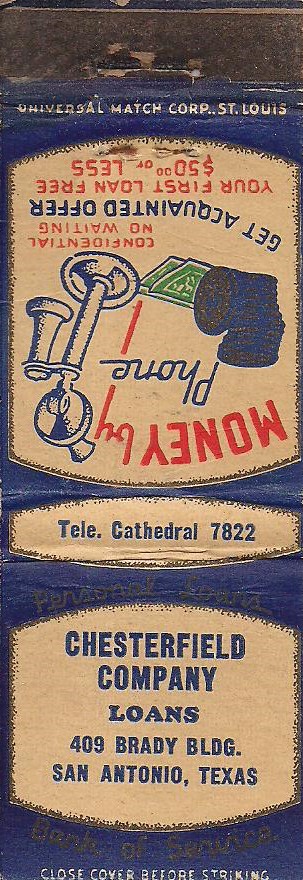 UNIVERSAL MATCH CORP., ST. LOUIS
MONEY by
Phone
CONFIDENTIAL
NO WAITING
GET ACQUAINTED OFFER
YOUR FIRST LOAN FREE
$50.00 or LESS
Tele. Cathedral 7822
Personal Loans
CHESTERFIELD
COMPANY
LOANS
409 BRADY BLDG.
SAN ANTONIO, TEXAS
Bank of Service
CLOSE COVER BEFORE STRIKING